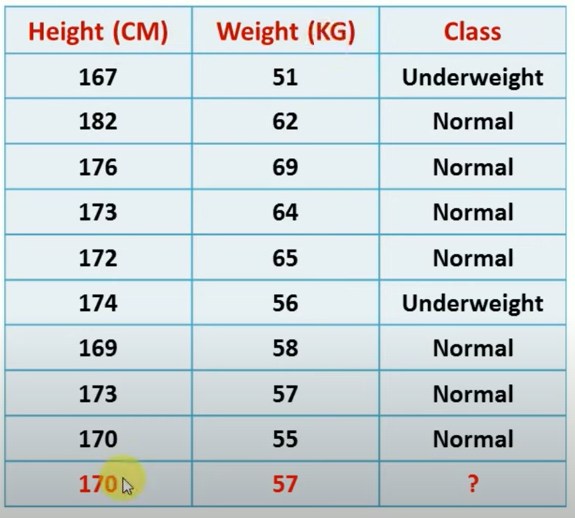 Height (CM) Weight (KG) Class
167 51 Underweight
182 62 Normal
176 69 Normal
173 64 Normal
172 65 Normal
174 56 Underweight
169 58 Normal
173 57 Normal
170 55 Normal
170 57 ?